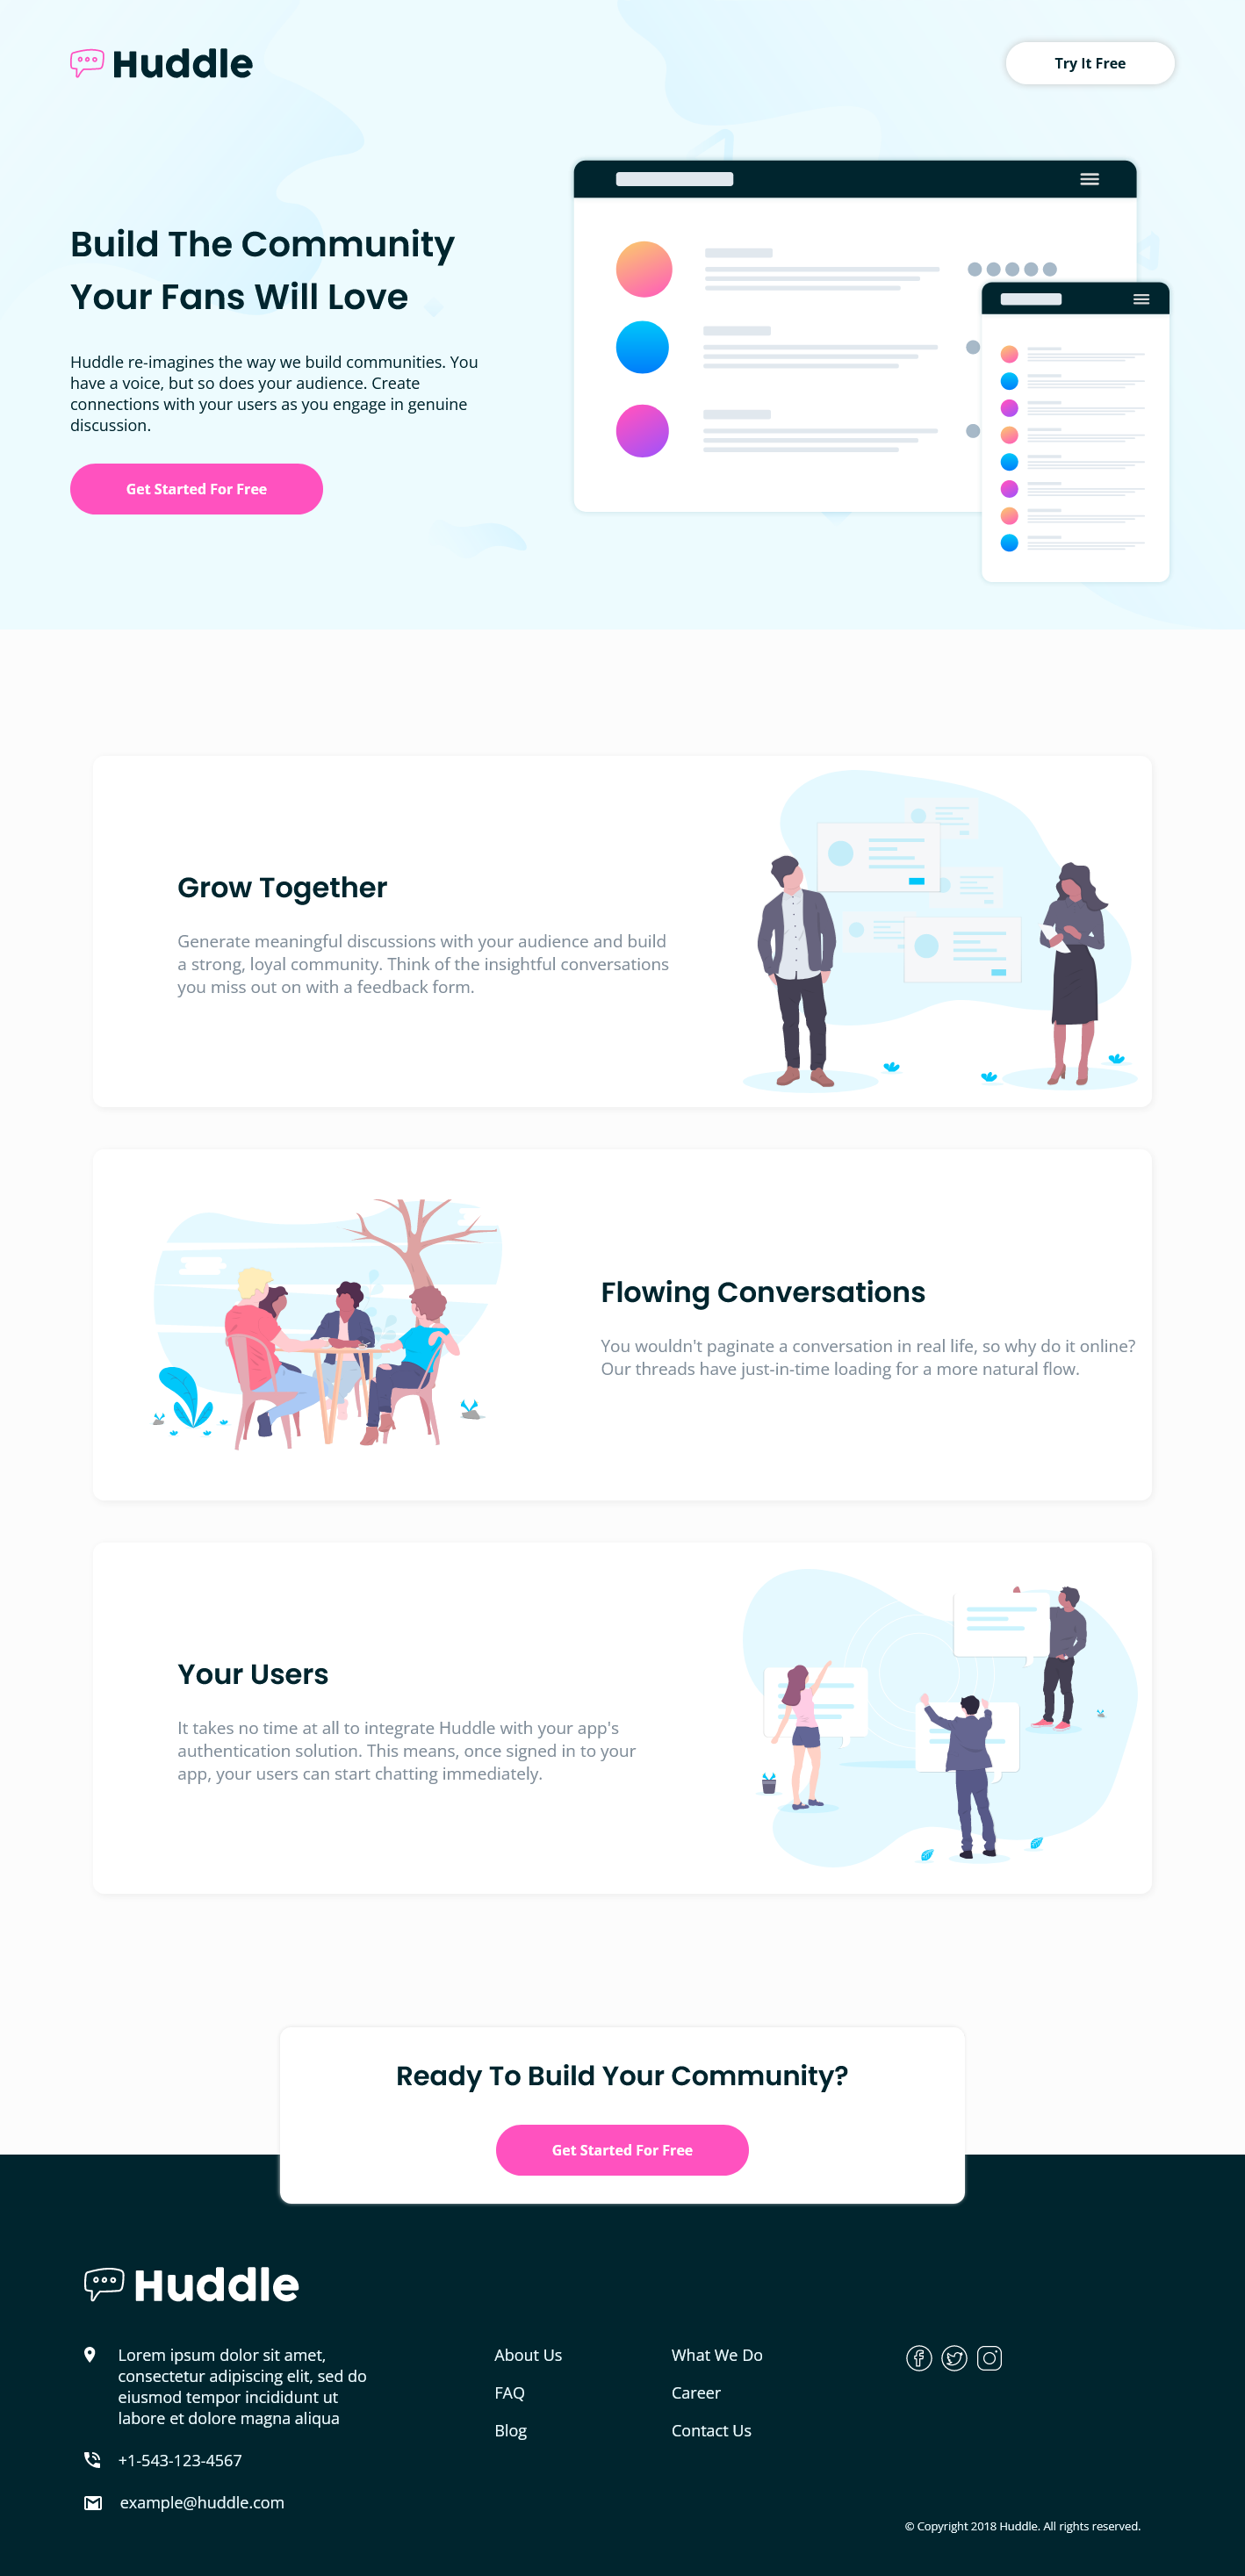 Huddle
Try It Free
Build The Community
Your Fans Will Love
Huddle re-imagines the way we build communities. You
have a voice, but so does your audience. Create
connections with your users as you engage in genuine
discussion.
Get Started For Free
Grow Together
Generate meaningful discussions with your audience and build
a strong, loyal community. Think of the insightful conversations
you miss out on with a feedback form.
Flowing Conversations
You wouldn't paginate a conversation in real life, so why do it online?
Our threads have just-in-time loading for a more natural flow.
Your Users
It takes no time at all to integrate Huddle with your app's
authentication solution. This means, once signed in to your
app, your users can start chatting immediately.
Ready To Build Your Community?
Get Started For Free
Huddle
Lorem ipsum dolor sit amet,
consectetur adipiscing elit, sed do
eiusmod tempor incididunt ut
labore et dolore magna aliqua
+1-543-123-4567
example@huddle.com
About Us
FAQ
Blog
What We Do
Career
Contact Us
© Copyright 2018 Huddle. All rights reserved.